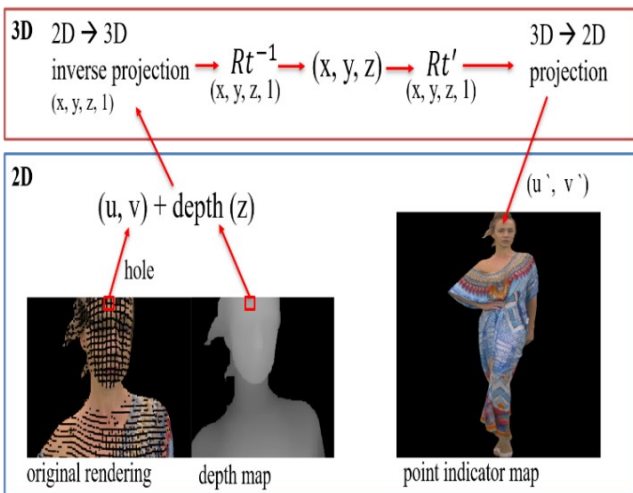 3D
2D → 3D
inverse projection
(x, y, z, 1)
Rt⁻¹
(x, y, z, 1)
(x, y, z)
Rt′
(x, y, z, 1)
3D → 2D
projection
2D
(u, v) + depth (z)
(u`, v`)
hole
original rendering
depth map
point indicator map